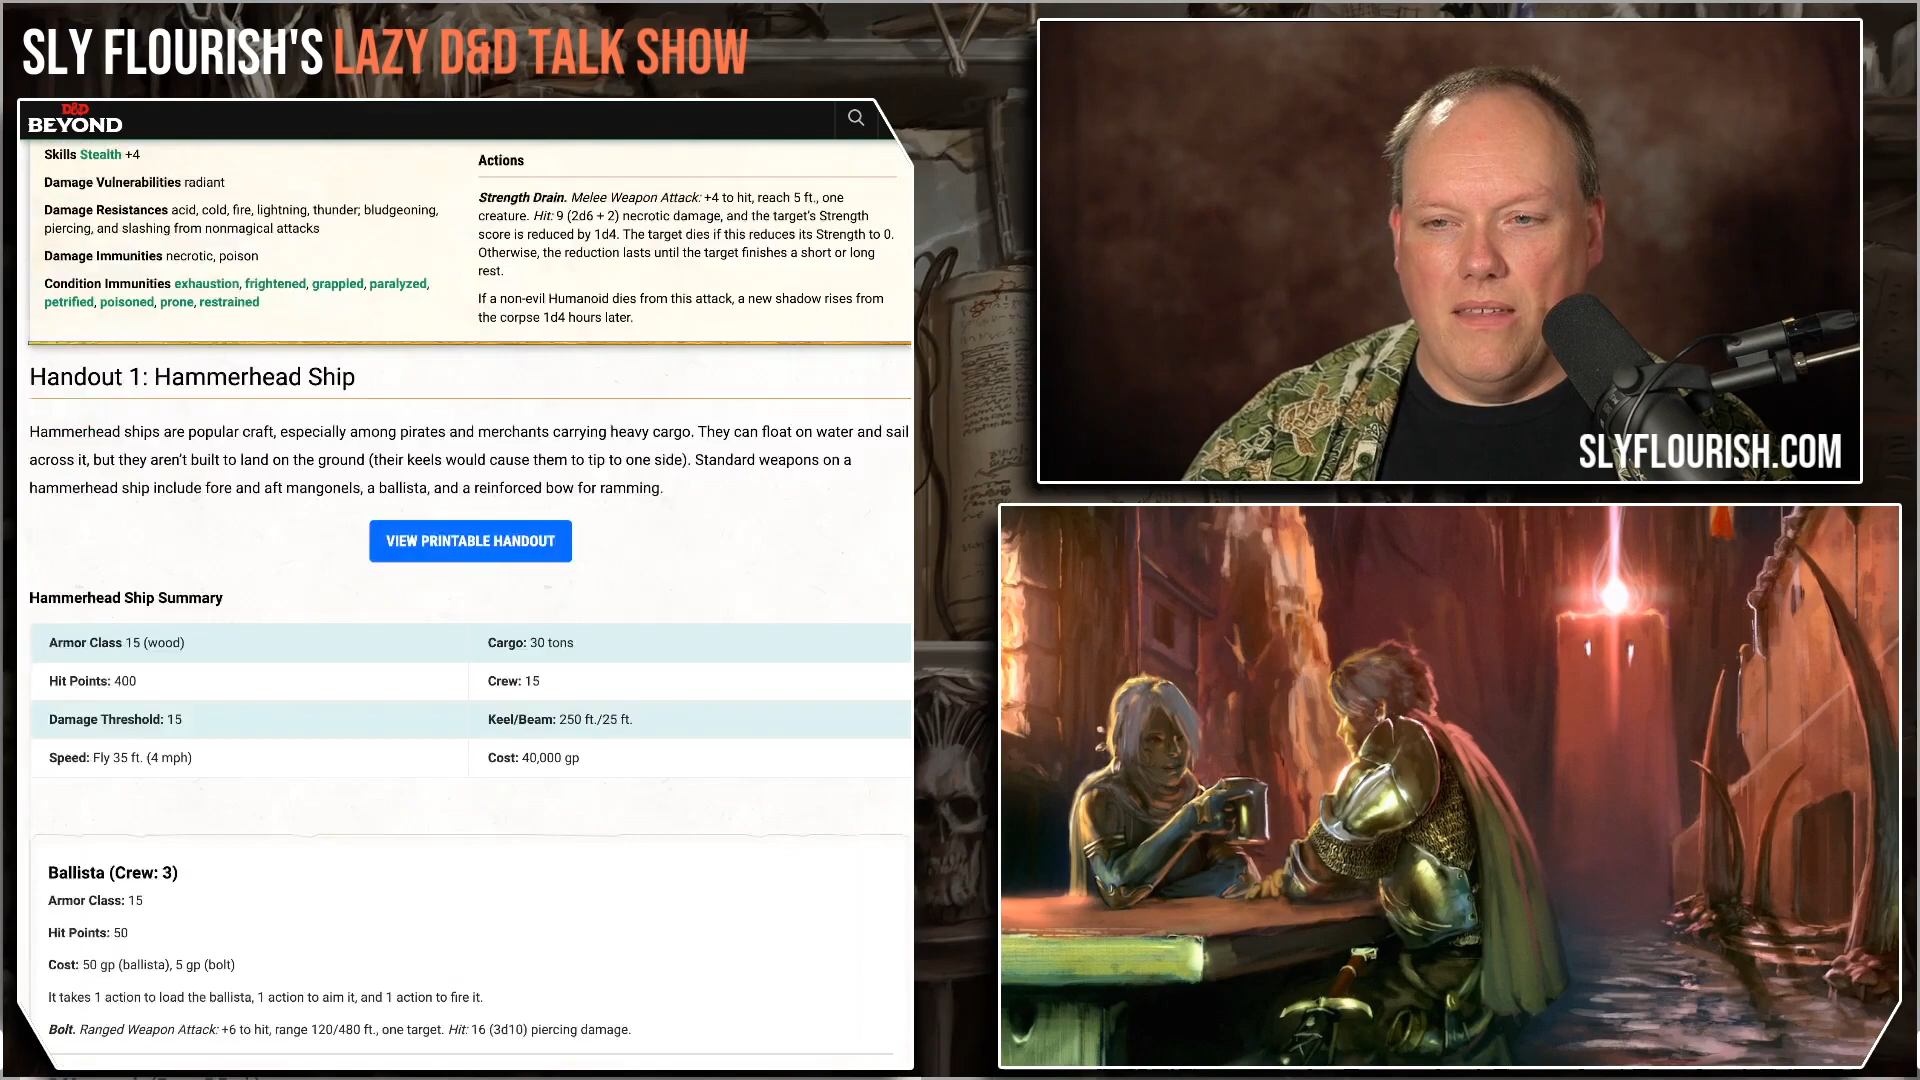 SLY FLOURISH'S LAZY D&D TALK SHOW
D&D
BEYOND
Skills Stealth +4
Damage Vulnerabilities radiant
Damage Resistances acid, cold, fire, lightning, thunder; bludgeoning,
piercing, and slashing from nonmagical attacks
Damage Immunities necrotic, poison
Condition Immunities exhaustion, frightened, grappled, paralyzed,
petrified, poisoned, prone, restrained
Actions
Strength Drain. Melee Weapon Attack: +4 to hit, reach 5 ft., one
creature. Hit: 9 (2d6 + 2) necrotic damage, and the target's Strength
score is reduced by 1d4. The target dies if this reduces its Strength to 0.
Otherwise, the reduction lasts until the target finishes a short or long
rest.
If a non-evil Humanoid dies from this attack, a new shadow rises from
the corpse 1d4 hours later.
Handout 1: Hammerhead Ship
Hammerhead ships are popular craft, especially among pirates and merchants carrying heavy cargo. They can float on water and sail
across it, but they aren't built to land on the ground (their keels would cause them to tip to one side). Standard weapons on a
hammerhead ship include fore and aft mangonels, a ballista, and a reinforced bow for ramming.
VIEW PRINTABLE HANDOUT
Hammerhead Ship Summary
Armor Class 15 (wood)
Cargo: 30 tons
Hit Points: 400
Crew: 15
Damage Threshold: 15
Keel/Beam: 250 ft./25 ft.
Speed: Fly 35 ft. (4 mph)
Cost: 40,000 gp
Ballista (Crew: 3)
Armor Class: 15
Hit Points: 50
Cost: 50 gp (ballista), 5 gp (bolt)
It takes 1 action to load the ballista, 1 action to aim it, and 1 action to fire it.
Bolt. Ranged Weapon Attack: +6 to hit, range 120/480 ft., one target. Hit: 16 (3d10) piercing damage.
SLYFLOURISH.COM